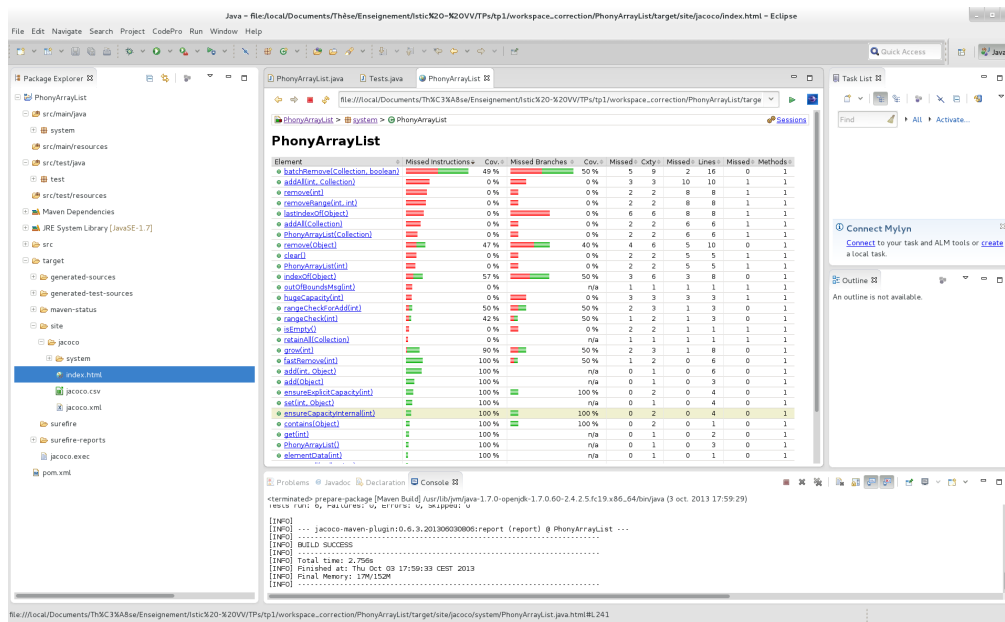 Java – file:/local/Documents/Thèse/Enseignement/Istic%20-%20VV/TPs/tp1/workspace_correction/PhonyArrayList/target/site/jacoco/index.html – Eclipse
File Edit Navigate Search Project CodePro Run Window Help
Quick Access
Java
Package Explorer
PhonyArrayList
src/main/java
system
src/main/resources
src/test/java
test
src/test/resources
Maven Dependencies
JRE System Library [JavaSE-1.7]
src
target
generated-sources
generated-test-sources
maven-status
site
jacoco
system
index.html
jacoco.csv
jacoco.xml
surefire
surefire-reports
jacoco.exec
pom.xml
PhonyArrayList.java Tests.java PhonyArrayList
file:///local/Documents/Th%C3%A8se/Enseignement/Istic%20-%20VV/TPs/tp1/workspace_correction/PhonyArrayList/targe
PhonyArrayList > system > PhonyArrayList Sessions
PhonyArrayList
Element Missed Instructions Cov. Missed Branches Cov. Missed Cxty Missed Lines Missed Methods
batchRemove(Collection, boolean) 49 % 50 % 5 9 2 16 0 1
addAll(int, Collection) 0 % 0 % 3 3 10 10 1 1
remove(int) 0 % 0 % 2 2 8 8 1 1
removeRange(int, int) 0 % 0 % 2 2 8 8 1 1
lastIndexOf(Object) 0 % 0 % 6 6 8 8 1 1
addAll(Collection) 0 % 0 % 2 2 6 6 1 1
PhonyArrayList(Collection) 0 % 0 % 2 2 6 6 1 1
remove(Object) 47 % 40 % 4 6 5 10 0 1
clear() 0 % 0 % 2 2 5 5 1 1
PhonyArrayList(int) 0 % 0 % 2 2 5 5 1 1
indexOf(Object) 57 % 50 % 3 6 3 8 0 1
outOfBoundsMsg(int) 0 % n/a 1 1 1 1 1 1
hugeCapacity(int) 0 % 0 % 3 3 3 3 1 1
rangeCheckForAdd(int) 50 % 50 % 2 3 1 3 0 1
rangeCheck(int) 42 % 50 % 1 2 1 3 0 1
isEmpty() 0 % 0 % 2 2 1 1 1 1
retainAll(Collection) 0 % n/a 1 1 1 1 1 1
grow(int) 90 % 50 % 2 3 1 8 0 1
fastRemove(int) 100 % 50 % 1 2 0 6 0 1
add(int, Object) 100 % n/a 0 1 0 6 0 1
add(Object) 100 % n/a 0 1 0 3 0 1
ensureExplicitCapacity(int) 100 % 100 % 0 2 0 4 0 1
set(int, Object) 100 % n/a 0 1 0 4 0 1
ensureCapacityInternal(int) 100 % 100 % 0 2 0 4 0 1
contains(Object) 100 % 100 % 0 2 0 1 0 1
get(int) 100 % n/a 0 1 0 2 0 1
PhonyArrayList() 100 % n/a 0 1 0 3 0 1
elementData(int) 100 % n/a 0 1 0 1 0 1
Task List
Find All Activate...
Connect Mylyn
Connect to your task and ALM tools or create
a local task.
Outline
An outline is not available.
Problems Javadoc Declaration Console
<terminated> prepare-package [Maven Build] /usr/lib/jvm/java-1.7.0-openjdk-1.7.0.60-2.4.2.5.fc19.x86_64/bin/java (3 oct. 2013 17:59:29)
Tests run: 6, Failures: 0, Errors: 0, Skipped: 0
[INFO]
[INFO] --- jacoco-maven-plugin:0.6.3.201306030806:report (report) @ PhonyArrayList ---
[INFO] ------------------------------------------------------------------------
[INFO] BUILD SUCCESS
[INFO] ------------------------------------------------------------------------
[INFO] Total time: 2.756s
[INFO] Finished at: Thu Oct 03 17:59:33 CEST 2013
[INFO] Final Memory: 17M/152M
[INFO] ------------------------------------------------------------------------
file:///local/Documents/Th%C3%A8se/Enseignement/Istic%20-%20VV/TPs/tp1/workspace_correction/PhonyArrayList/target/site/jacoco/system/PhonyArrayList.java.html#L241